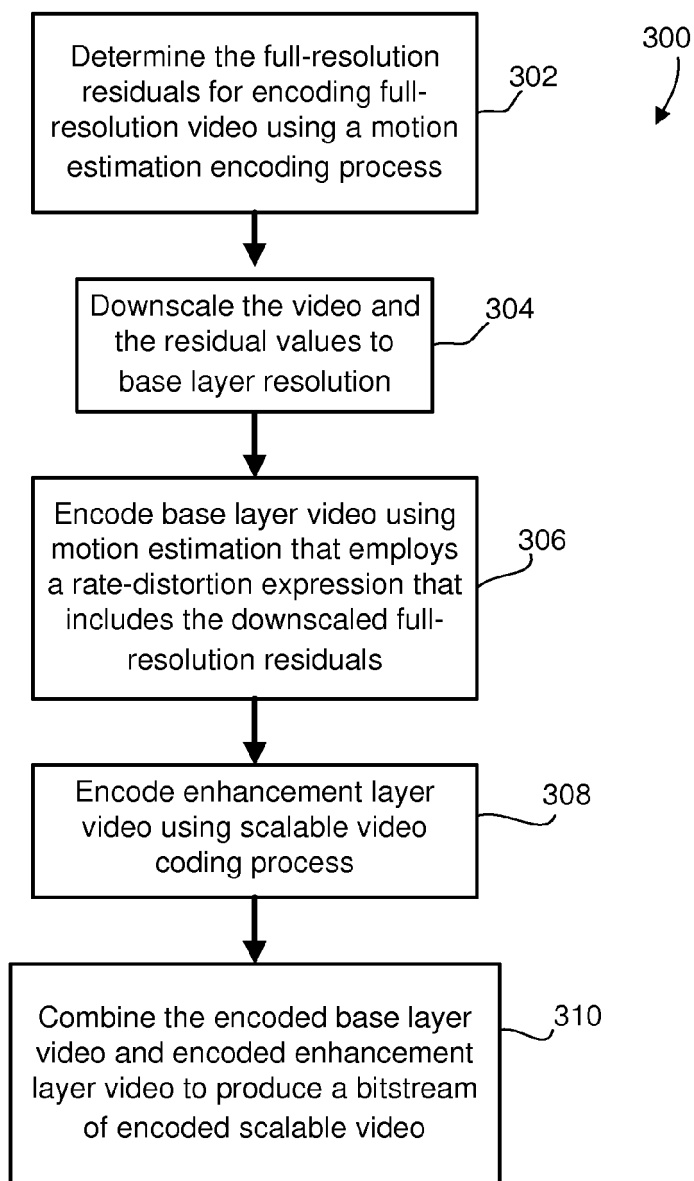 300
Determine the full-resolution
residuals for encoding full-
resolution video using a motion
estimation encoding process
302
Downscale the video and
the residual values to
base layer resolution
304
Encode base layer video using
motion estimation that employs
a rate-distortion expression that
includes the downscaled full-
resolution residuals
306
Encode enhancement layer
video using scalable video
coding process
308
Combine the encoded base layer
video and encoded enhancement
layer video to produce a bitstream
of encoded scalable video
310